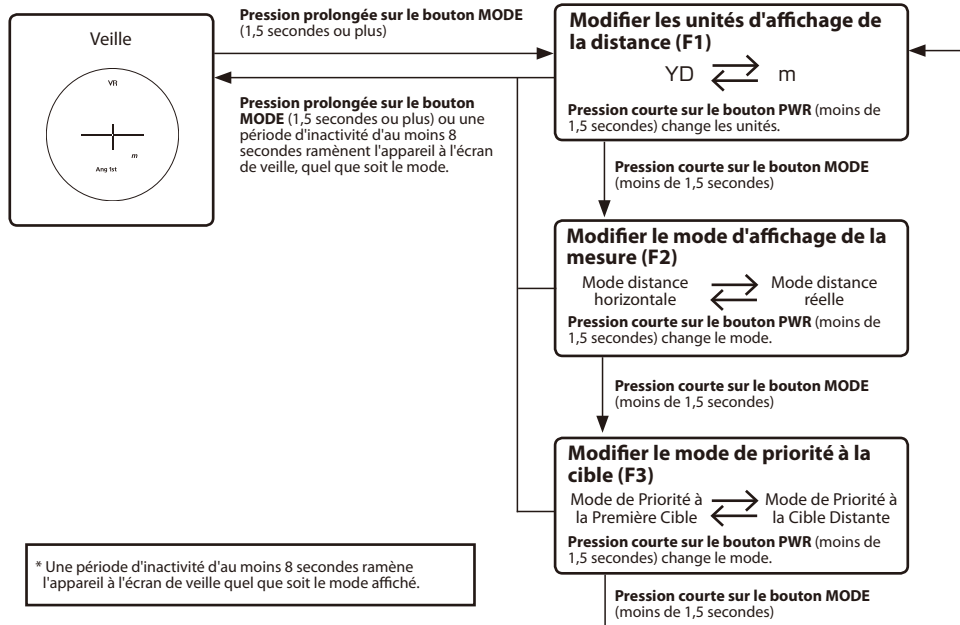 Veille
VR
m
Ang 1st
Pression prolongée sur le bouton MODE
(1,5 secondes ou plus)
Pression prolongée sur le bouton
MODE (1,5 secondes ou plus) ou une
période d'inactivité d'au moins 8
secondes ramènent l'appareil à l'écran
de veille, quel que soit le mode.
Modifier les unités d'affichage de
la distance (F1)
YD m
Pression courte sur le bouton PWR (moins de
1,5 secondes) change les unités.
Pression courte sur le bouton MODE
(moins de 1,5 secondes)
Modifier le mode d'affichage de la
mesure (F2)
Mode distance
horizontale
Mode distance
réelle
Pression courte sur le bouton PWR (moins de
1,5 secondes) change le mode.
Pression courte sur le bouton MODE
(moins de 1,5 secondes)
Modifier le mode de priorité à la
cible (F3)
Mode de Priorité à
la Première Cible
Mode de Priorité à
la Cible Distante
Pression courte sur le bouton PWR (moins de
1,5 secondes) change le mode.
* Une période d'inactivité d'au moins 8 secondes ramène
l'appareil à l'écran de veille quel que soit le mode affiché.
Pression courte sur le bouton MODE
(moins de 1,5 secondes)